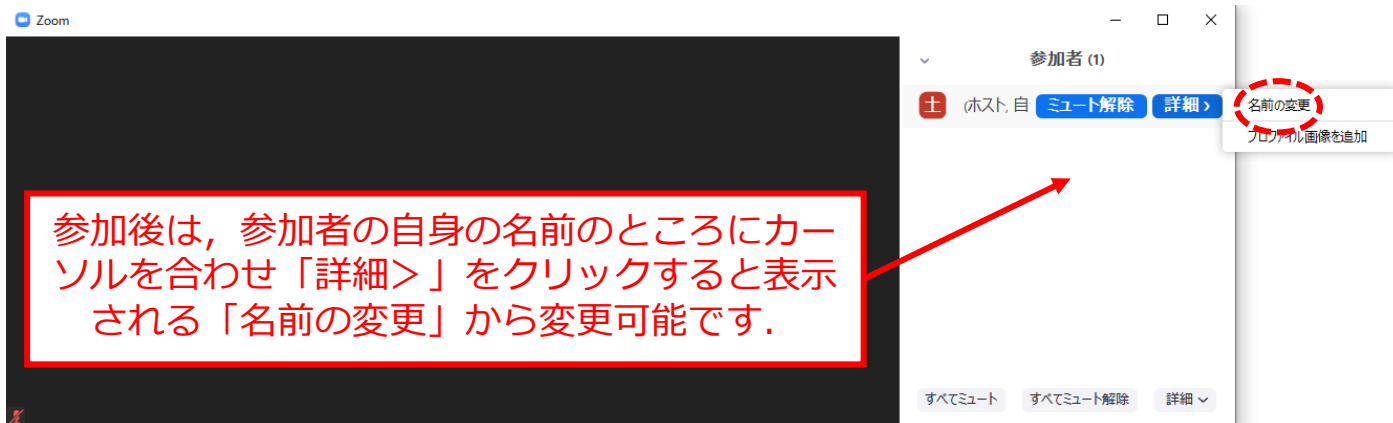 Zoom
参加者 (1)
土 (ホスト, 自 ミュート解除 詳細 ›
名前の変更
プロファイル画像を追加
参加後は，参加者の自身の名前のところにカー
ソルを合わせ「詳細＞」をクリックすると表示
される「名前の変更」から変更可能です．
すべてミュート すべてミュート解除 詳細